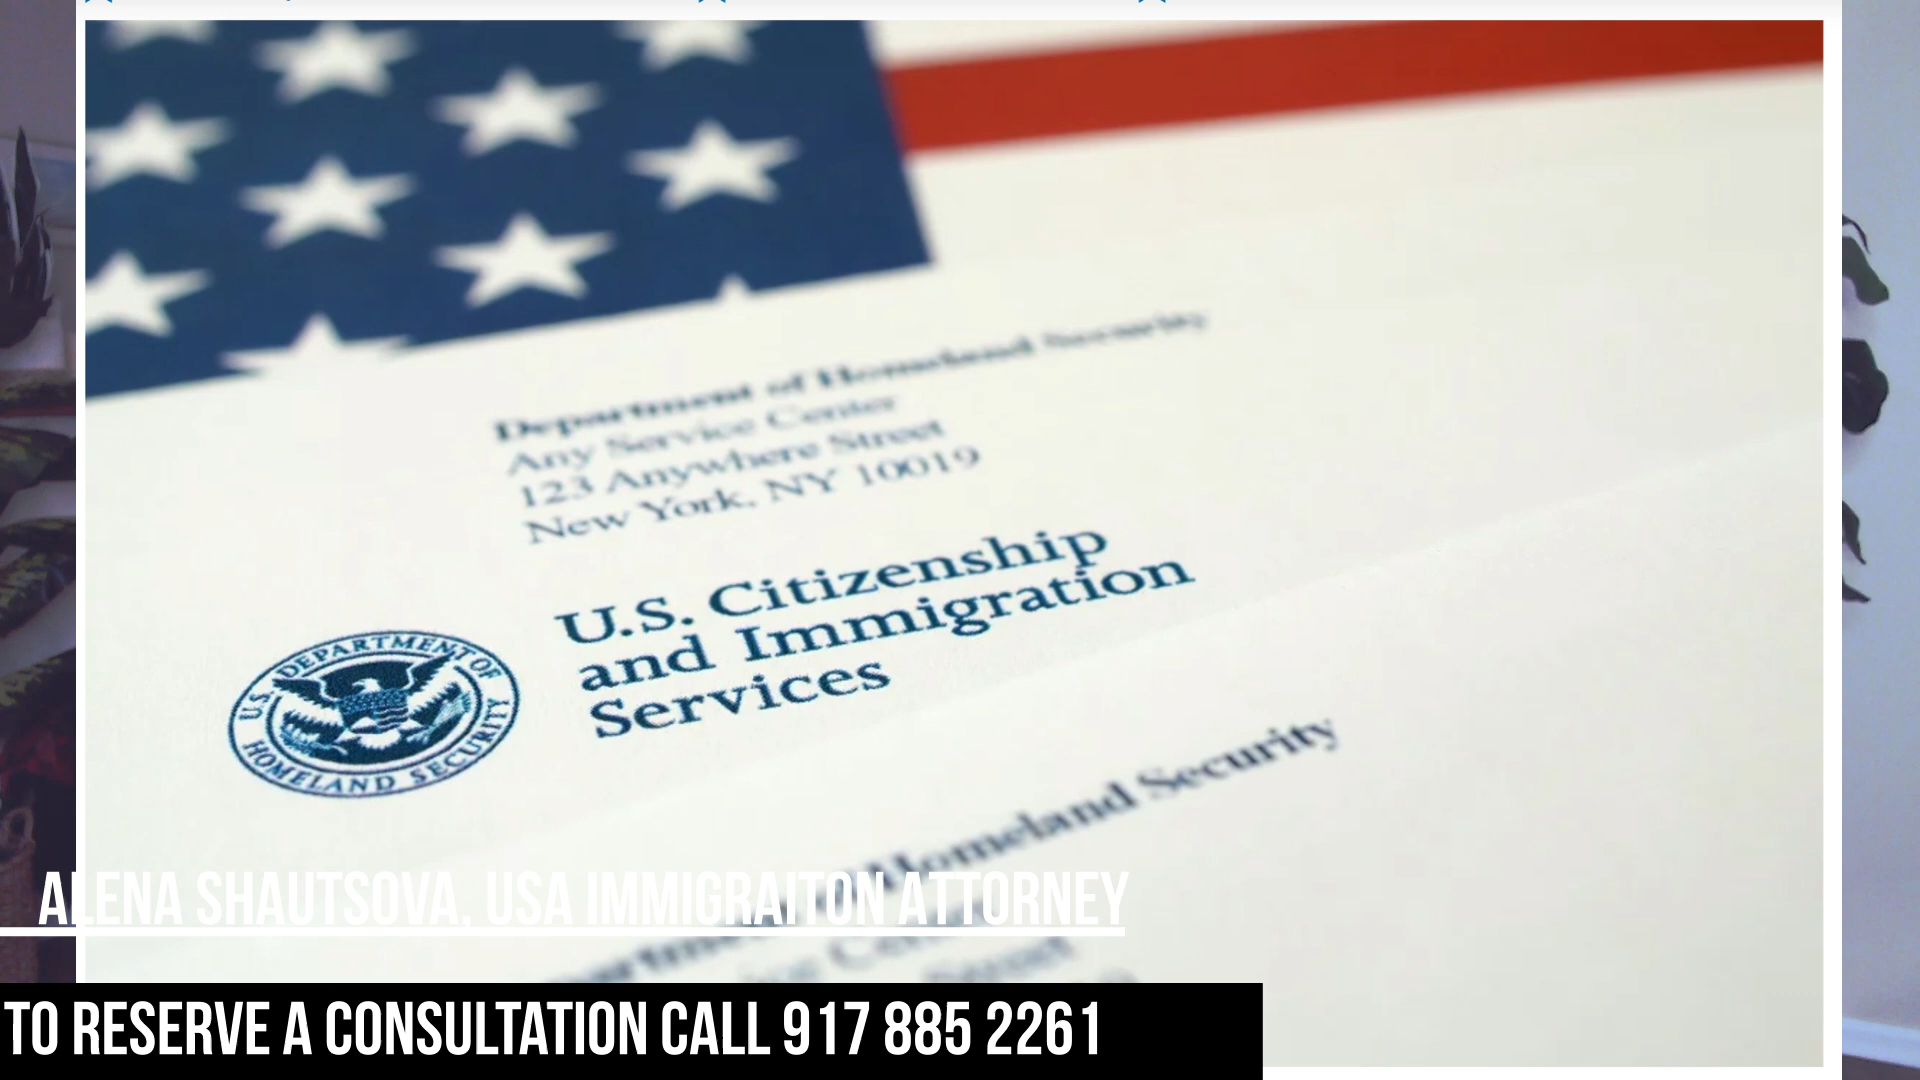 Department of Homeland Security
Any Service Center
123 Anywhere Street
New York, NY 10019
U.S. Citizenship
and Immigration
Services
U.S. DEPARTMENT OF HOMELAND SECURITY
Homeland Security
Street
ALENA SHAUTSOVA, USA IMMIGRAITON ATTORNEY
TO RESERVE A CONSULTATION CALL 917 885 2261